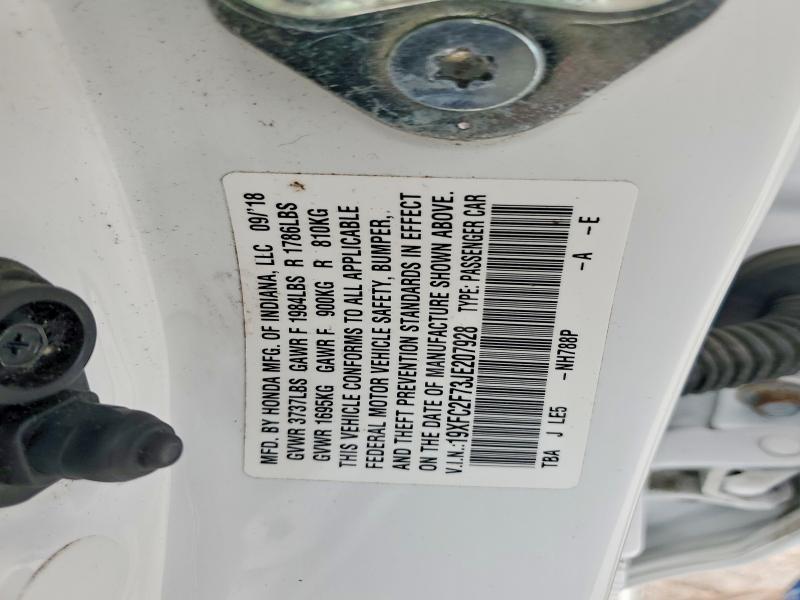 MFD. BY HONDA MFG. OF INDIANA, LLC 09/'18
GVWR 3737LBS GAWR F 1984LBS R 1786LBS
GVWR 1695KG GAWR F 900KG R 810KG
THIS VEHICLE CONFORMS TO ALL APPLICABLE
FEDERAL MOTOR VEHICLE SAFETY, BUMPER,
AND THEFT PREVENTION STANDARDS IN EFFECT
ON THE DATE OF MANUFACTURE SHOWN ABOVE.
V.I.N.:19XFC2F73JE207928 TYPE: PASSENGER CAR
TBA J LE5 -NH788P -A -E